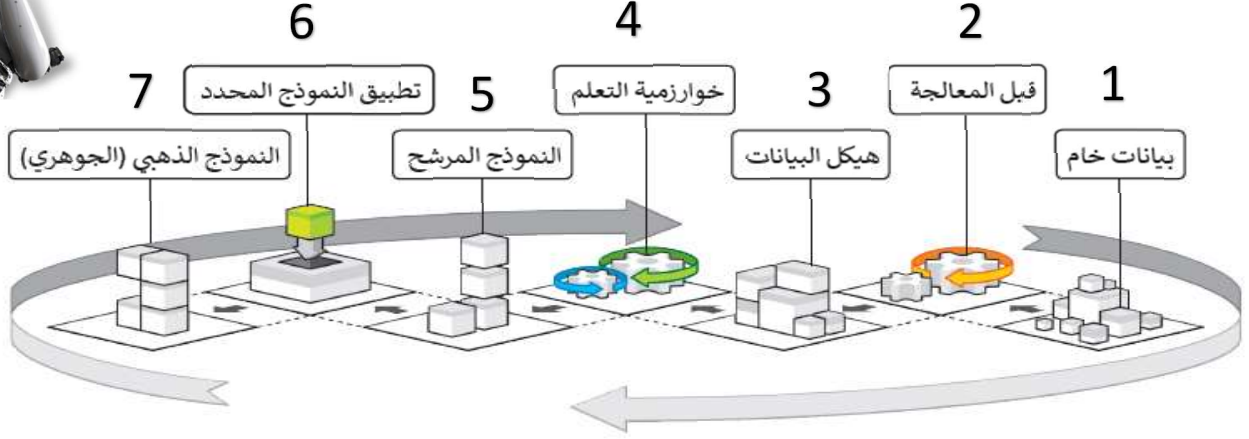 1
بيانات خام
2
قبل المعالجة
3
هيكل البيانات
4
خوارزمية التعلم
5
النموذج المرشح
6
تطبيق النموذج المحدد
7
النموذج الذهبي (الجوهري)